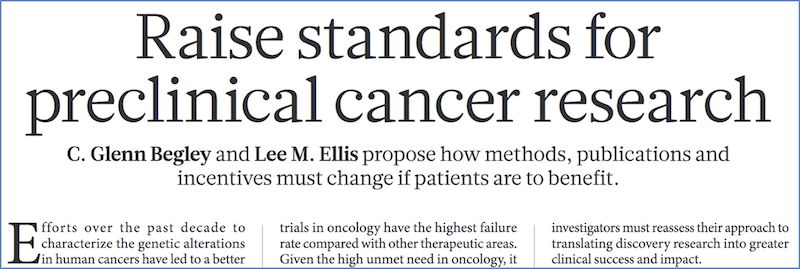 Raise standards for
preclinical cancer research
C. Glenn Begley and Lee M. Ellis propose how methods, publications and
incentives must change if patients are to benefit.
Efforts over the past decade to
characterize the genetic alterations
in human cancers have led to a better
trials in oncology have the highest failure
rate compared with other therapeutic areas.
Given the high unmet need in oncology, it
investigators must reassess their approach to
translating discovery research into greater
clinical success and impact.